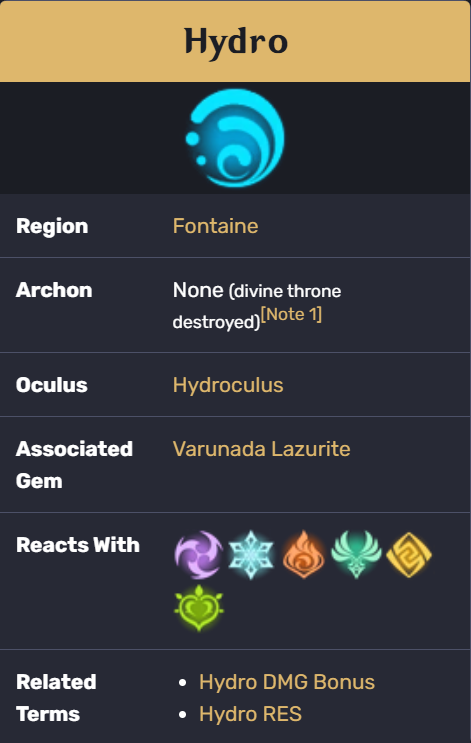 Hydro
Region Fontaine
Archon None (divine throne
destroyed)[Note 1]
Oculus Hydroculus
Associated Varunada Lazurite
Gem
Reacts With
Related • Hydro DMG Bonus
Terms • Hydro RES